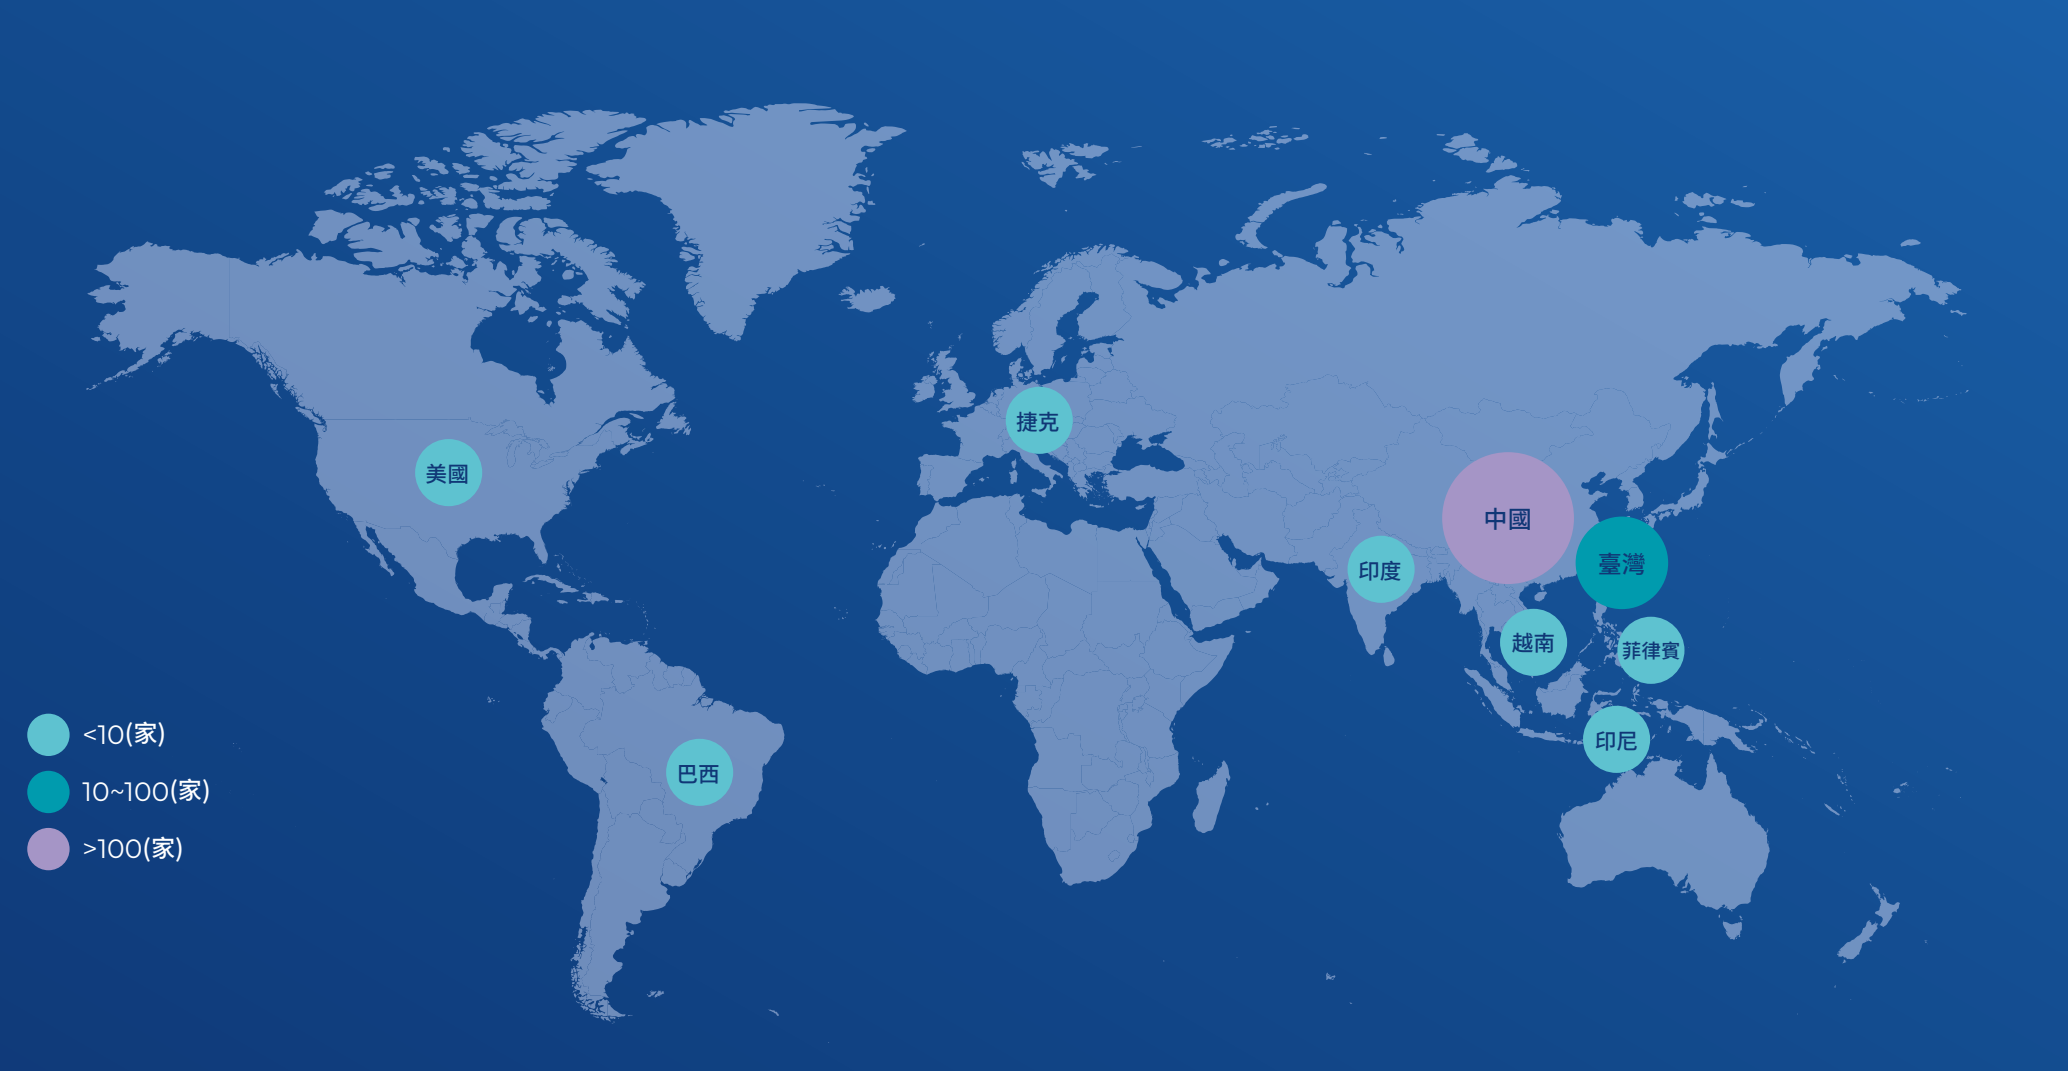 捷克
美國
中國
臺灣
印度
越南
菲律賓
印尼
巴西
<10(家)
10~100(家)
>100(家)